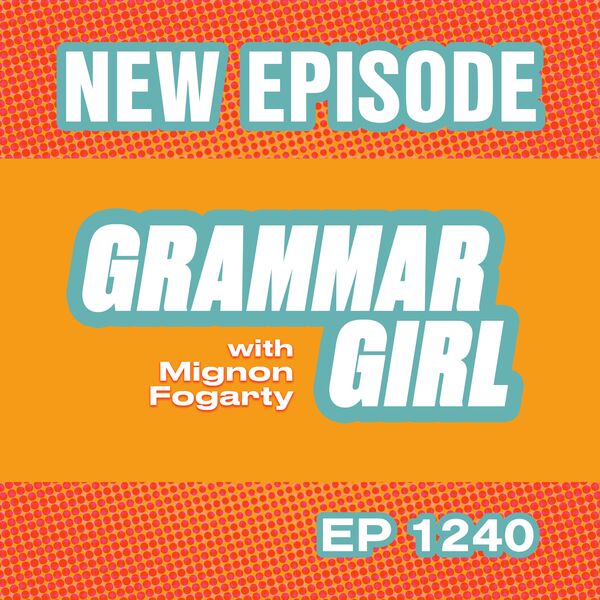 NEW EPISODE
GRAMMAR
GIRL
with
Mignon
Fogarty
EP 1240